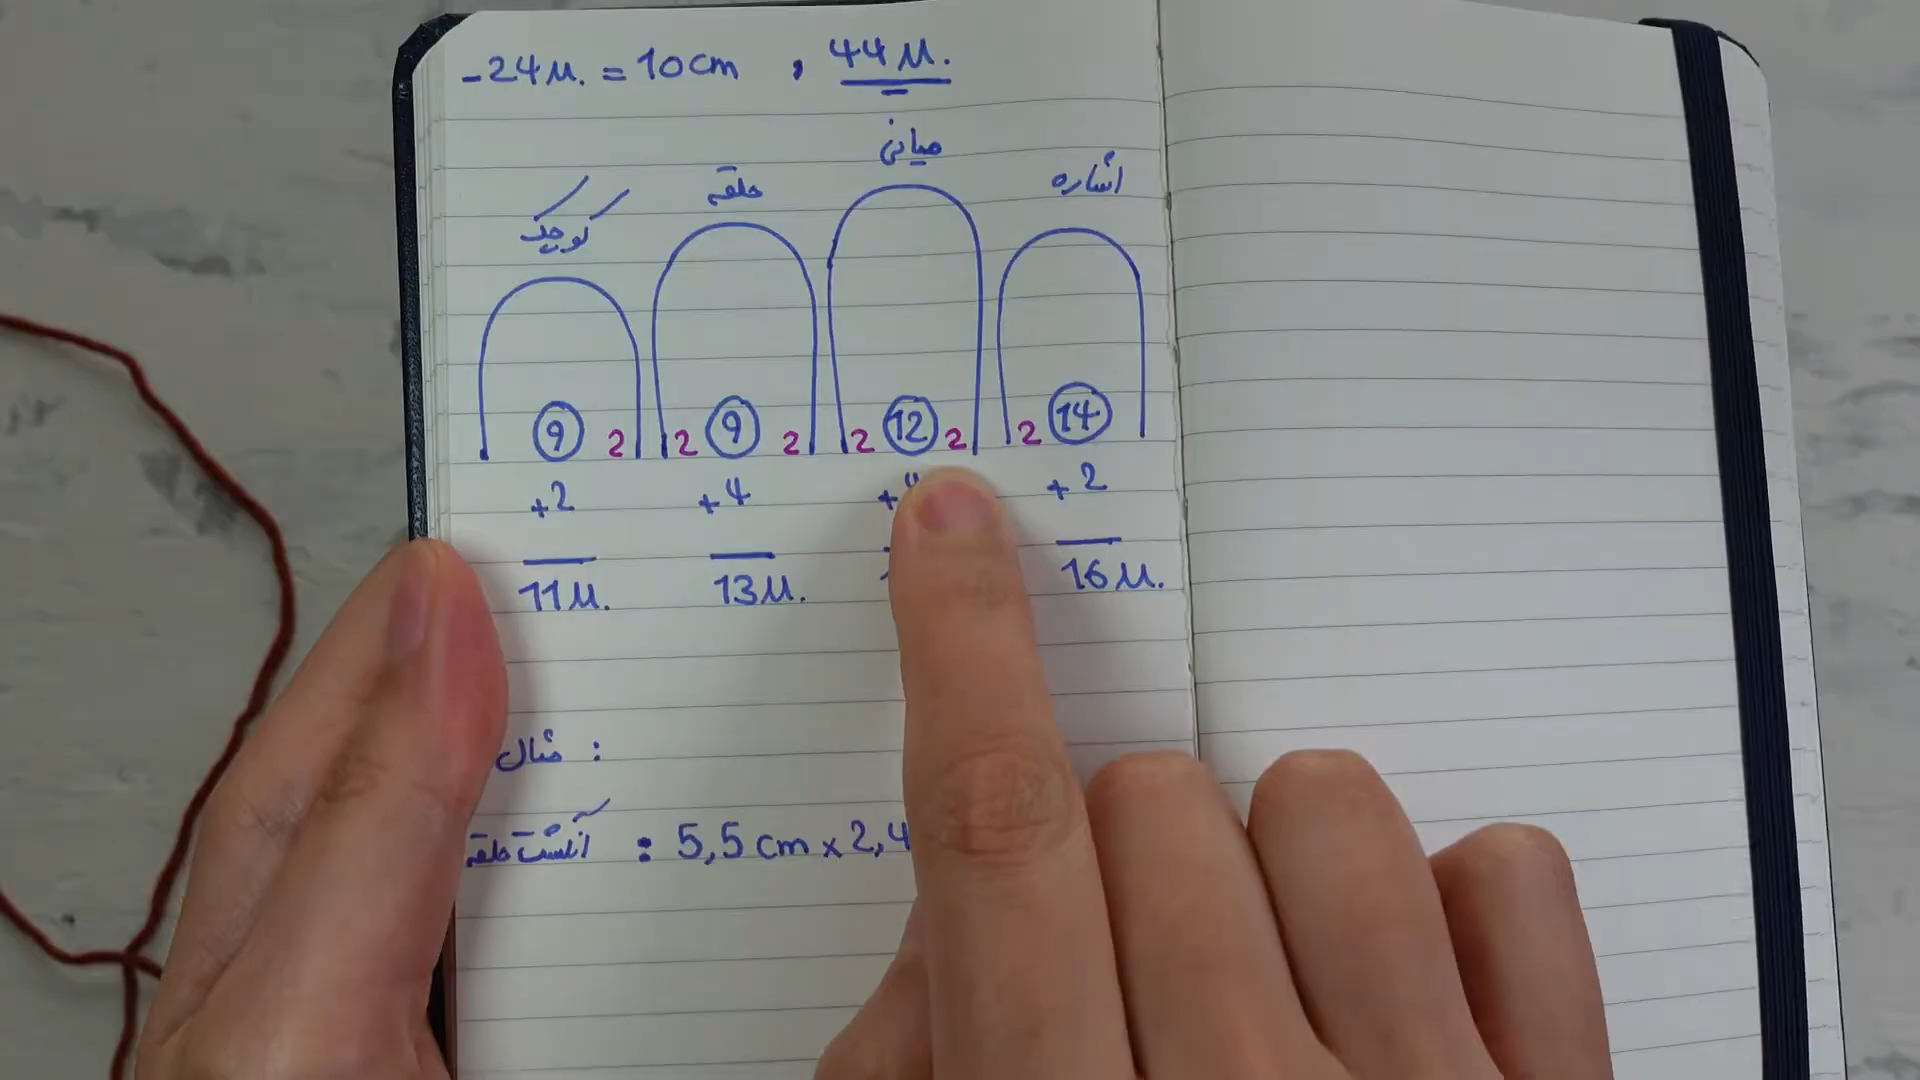 -24M. = 10cm , 44M.
کوچک حلقه میانی اشاره
9 2 2 9 2 2 12 2 2 14
+2 +4 +4 +2
11M. 13M. 16M.
مثال :
انگشت حلقه : 5,5 cm x 2,4